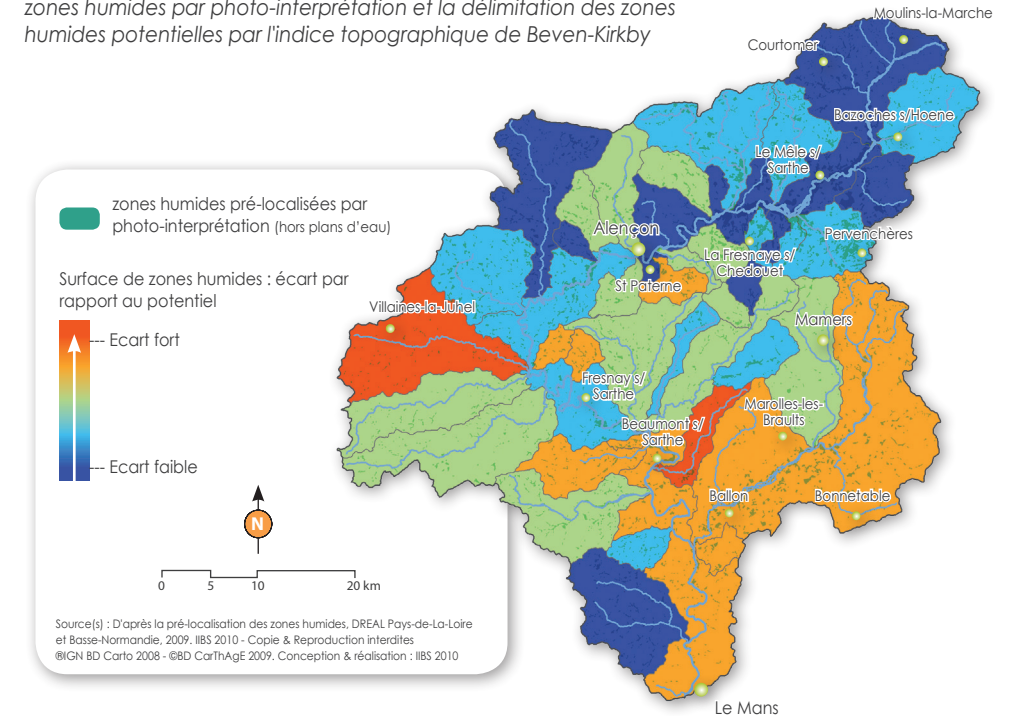 zones humides par photo-interprétation et la délimitation des zones
humides potentielles par l'indice topographique de Beven-Kirkby
Moulins-la-Marche
Courtomer
Bazoches s/Hoene
Le Mêle s/
Sarthe
zones humides pré-localisées par
photo-interprétation (hors plans d'eau)
Alençon
Pervenchères
La Fresnaye s/
Chedouet
St Paterne
Surface de zones humides : écart par
rapport au potentiel
Villaines-la-Juhel
--- Ecart fort
Mamers
Fresnay s/
Sarthe
Marolles-les-
Braults
Beaumont s/
Sarthe
--- Ecart faible
Ballon
Bonnetable
N
0 5 10 20 km
Source(s) : D'après la pré-localisation des zones humides, DREAL Pays-de-La-Loire
et Basse-Normandie, 2009. IIBS 2010 - Copie & Reproduction interdites
®IGN BD Carto 2008 - ©BD CarThAgE 2009. Conception & réalisation : IIBS 2010
Le Mans